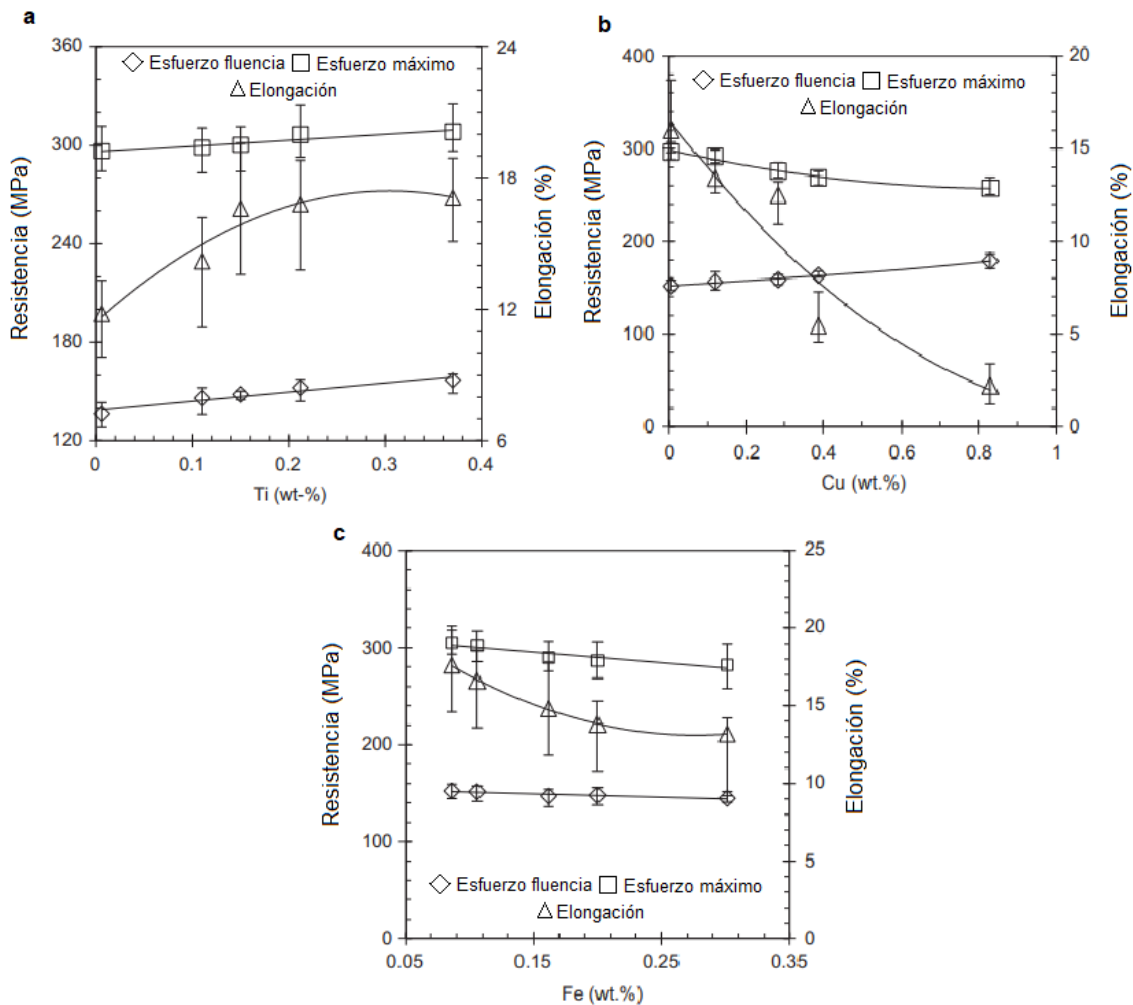 a
360
300
240
180
120
24
18
12
6
0
0.1
0.2
0.3
0.4
Esfuerzo fluencia Esfuerzo máximo
Elongación
Resistencia (MPa)
Elongación (%)
Ti (wt-%)
b
400
300
200
100
0
20
15
10
5
0
0
0.2
0.4
0.6
0.8
1
Esfuerzo fluencia Esfuerzo máximo
Elongación
Resistencia (MPa)
Elongación (%)
Cu (wt.%)
c
400
300
200
100
0
25
20
15
10
5
0
0.05
0.15
0.25
0.35
Esfuerzo fluencia Esfuerzo máximo
Elongación
Resistencia (MPa)
Elongación (%)
Fe (wt.%)